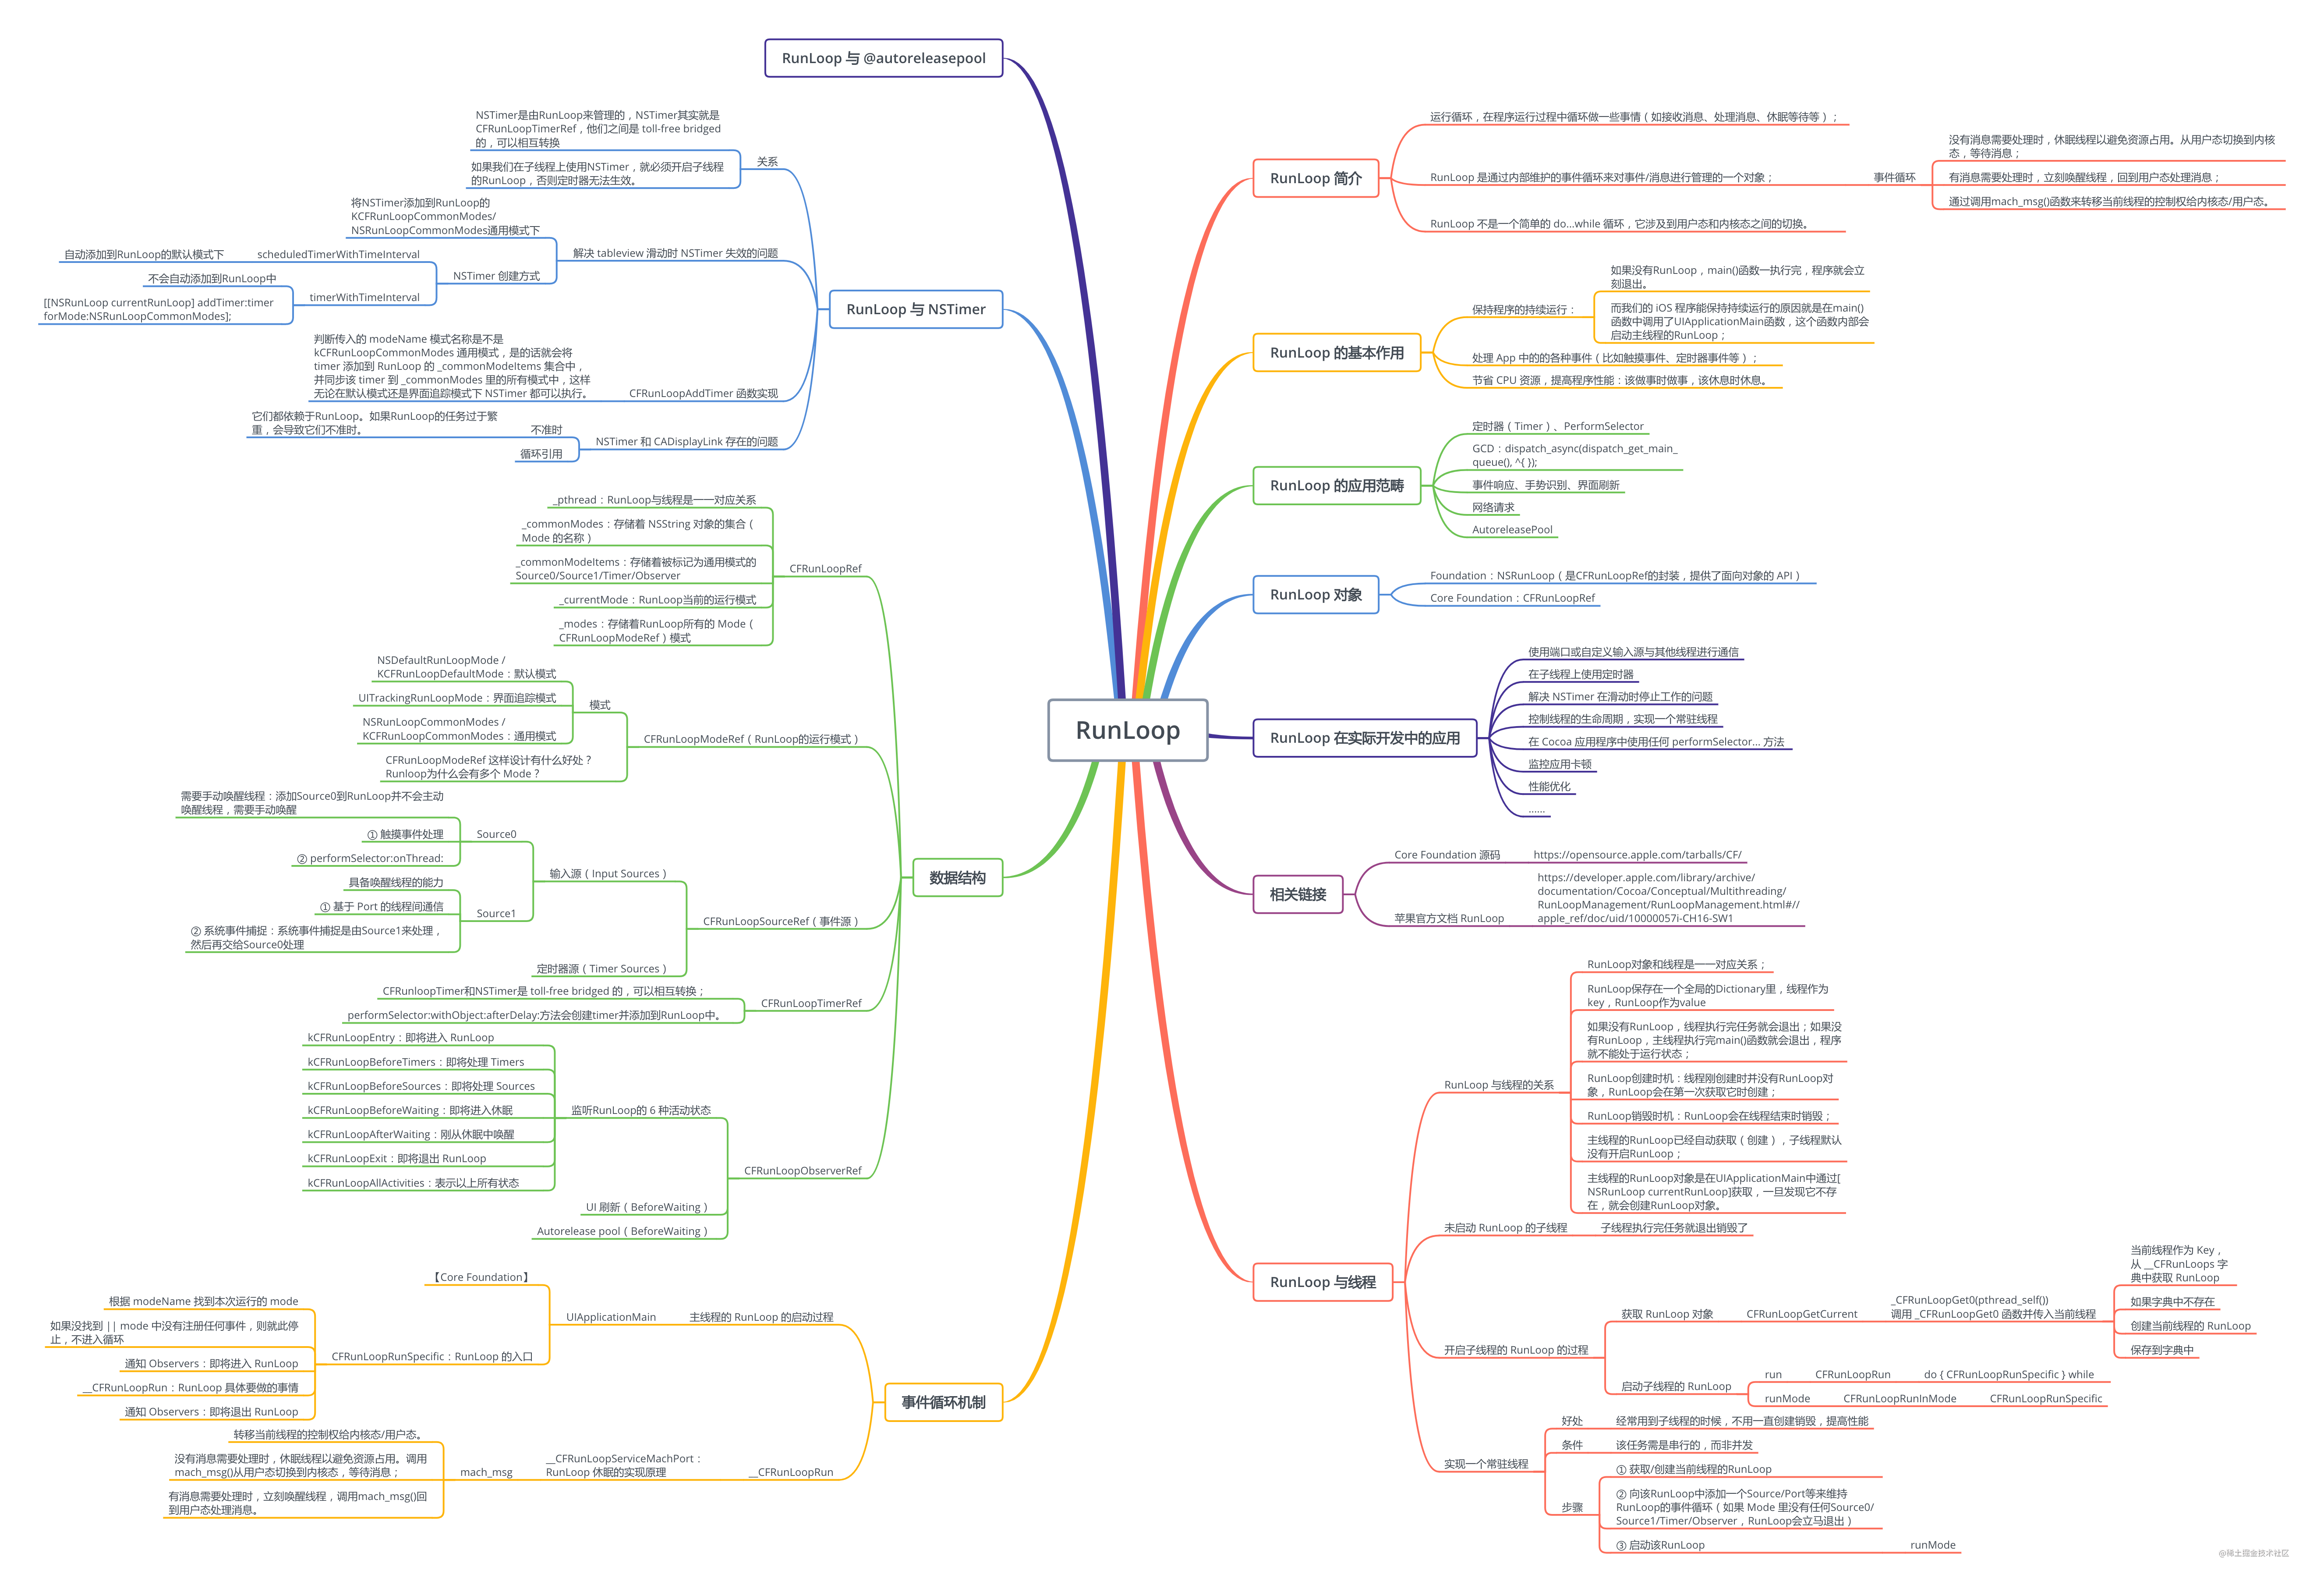 RunLoop
RunLoop 简介
运行循环，在程序运行过程中循环做一些事情（如接收消息、处理消息、休眠等待等）；
RunLoop 是通过内部维护的事件循环来对事件/消息进行管理的一个对象；
事件循环
没有消息需要处理时，休眠线程以避免资源占用。从用户态切换到内核
态，等待消息；
有消息需要处理时，立刻唤醒线程，回到用户态处理消息；
通过调用mach_msg()函数来转移当前线程的控制权给内核态/用户态。
RunLoop 不是一个简单的 do...while 循环，它涉及到用户态和内核态之间的切换。
RunLoop 的基本作用
保持程序的持续运行：
如果没有RunLoop，main()函数一执行完，程序就会立
刻退出。
而我们的 iOS 程序能保持持续运行的原因就是在main()
函数中调用了UIApplicationMain函数，这个函数内部会
启动主线程的RunLoop；
处理 App 中的的各种事件（比如触摸事件、定时器事件等）；
节省 CPU 资源，提高程序性能：该做事时做事，该休息时休息。
RunLoop 的应用范畴
定时器（Timer）、PerformSelector
GCD：dispatch_async(dispatch_get_main_
queue(), ^{ });
事件响应、手势识别、界面刷新
网络请求
AutoreleasePool
RunLoop 对象
Foundation：NSRunLoop（是CFRunLoopRef的封装，提供了面向对象的 API）
Core Foundation：CFRunLoopRef
RunLoop 在实际开发中的应用
使用端口或自定义输入源与其他线程进行通信
在子线程上使用定时器
解决 NSTimer 在滑动时停止工作的问题
控制线程的生命周期，实现一个常驻线程
在 Cocoa 应用程序中使用任何 performSelector... 方法
监控应用卡顿
性能优化
......
相关链接
Core Foundation 源码
https://opensource.apple.com/tarballs/CF/
苹果官方文档 RunLoop
https://developer.apple.com/library/archive/
documentation/Cocoa/Conceptual/Multithreading/
RunLoopManagement/RunLoopManagement.html#//
apple_ref/doc/uid/10000057i-CH16-SW1
RunLoop 与线程
RunLoop 与线程的关系
RunLoop对象和线程是一一对应关系；
RunLoop保存在一个全局的Dictionary里，线程作为
key，RunLoop作为value
如果没有RunLoop，线程执行完任务就会退出；如果没
有RunLoop，主线程执行完main()函数就会退出，程序
就不能处于运行状态；
RunLoop创建时机：线程刚创建时并没有RunLoop对
象，RunLoop会在第一次获取它时创建；
RunLoop销毁时机：RunLoop会在线程结束时销毁；
主线程的RunLoop已经自动获取（创建），子线程默认
没有开启RunLoop；
主线程的RunLoop对象是在UIApplicationMain中通过[
NSRunLoop currentRunLoop]获取，一旦发现它不存
在，就会创建RunLoop对象。
未启动 RunLoop 的子线程
子线程执行完任务就退出销毁了
开启子线程的 RunLoop 的过程
获取 RunLoop 对象
CFRunLoopGetCurrent
_CFRunLoopGet0(pthread_self())
调用 _CFRunLoopGet0 函数并传入当前线程
当前线程作为 Key，
从 __CFRunLoops 字
典中获取 RunLoop
如果字典中不存在
创建当前线程的 RunLoop
保存到字典中
启动子线程的 RunLoop
run
CFRunLoopRun
do { CFRunLoopRunSpecific } while
runMode
CFRunLoopRunInMode
CFRunLoopRunSpecific
实现一个常驻线程
好处
经常用到子线程的时候，不用一直创建销毁，提高性能
条件
该任务需是串行的，而非并发
步骤
① 获取/创建当前线程的RunLoop
② 向该RunLoop中添加一个Source/Port等来维持
RunLoop的事件循环（如果 Mode 里没有任何Source0/
Source1/Timer/Observer，RunLoop会立马退出）
③ 启动该RunLoop
runMode
RunLoop 与 @autoreleasepool
RunLoop 与 NSTimer
关系
NSTimer是由RunLoop来管理的，NSTimer其实就是
CFRunLoopTimerRef，他们之间是 toll-free bridged
的，可以相互转换
如果我们在子线程上使用NSTimer，就必须开启子线程
的RunLoop，否则定时器无法生效。
解决 tableview 滑动时 NSTimer 失效的问题
将NSTimer添加到RunLoop的
KCFRunLoopCommonModes/
NSRunLoopCommonModes通用模式下
NSTimer 创建方式
scheduledTimerWithTimeInterval
自动添加到RunLoop的默认模式下
timerWithTimeInterval
不会自动添加到RunLoop中
[[NSRunLoop currentRunLoop] addTimer:timer
forMode:NSRunLoopCommonModes];
CFRunLoopAddTimer 函数实现
判断传入的 modeName 模式名称是不是
kCFRunLoopCommonModes 通用模式，是的话就会将
timer 添加到 RunLoop 的 _commonModeItems 集合中，
并同步该 timer 到 _commonModes 里的所有模式中，这样
无论在默认模式还是界面追踪模式下 NSTimer 都可以执行。
NSTimer 和 CADisplayLink 存在的问题
不准时
它们都依赖于RunLoop。如果RunLoop的任务过于繁
重，会导致它们不准时。
循环引用
数据结构
CFRunLoopRef
_pthread：RunLoop与线程是一一对应关系
_commonModes：存储着 NSString 对象的集合（
Mode 的名称）
_commonModeItems：存储着被标记为通用模式的
Source0/Source1/Timer/Observer
_currentMode：RunLoop当前的运行模式
_modes：存储着RunLoop所有的 Mode（
CFRunLoopModeRef）模式
CFRunLoopModeRef（RunLoop的运行模式）
模式
NSDefaultRunLoopMode /
KCFRunLoopDefaultMode：默认模式
UITrackingRunLoopMode：界面追踪模式
NSRunLoopCommonModes /
KCFRunLoopCommonModes：通用模式
CFRunLoopModeRef 这样设计有什么好处？
Runloop为什么会有多个 Mode？
CFRunLoopSourceRef（事件源）
输入源（Input Sources）
Source0
需要手动唤醒线程：添加Source0到RunLoop并不会主动
唤醒线程，需要手动唤醒
① 触摸事件处理
② performSelector:onThread:
Source1
具备唤醒线程的能力
① 基于 Port 的线程间通信
② 系统事件捕捉：系统事件捕捉是由Source1来处理，
然后再交给Source0处理
定时器源（Timer Sources）
CFRunLoopTimerRef
CFRunloopTimer和NSTimer是 toll-free bridged 的，可以相互转换；
performSelector:withObject:afterDelay:方法会创建timer并添加到RunLoop中。
CFRunLoopObserverRef
监听RunLoop的 6 种活动状态
kCFRunLoopEntry：即将进入 RunLoop
kCFRunLoopBeforeTimers：即将处理 Timers
kCFRunLoopBeforeSources：即将处理 Sources
kCFRunLoopBeforeWaiting：即将进入休眠
kCFRunLoopAfterWaiting：刚从休眠中唤醒
kCFRunLoopExit：即将退出 RunLoop
kCFRunLoopAllActivities：表示以上所有状态
UI 刷新（BeforeWaiting）
Autorelease pool（BeforeWaiting）
事件循环机制
主线程的 RunLoop 的启动过程
UIApplicationMain
【Core Foundation】
CFRunLoopRunSpecific：RunLoop 的入口
根据 modeName 找到本次运行的 mode
如果没找到 || mode 中没有注册任何事件，则就此停
止，不进入循环
通知 Observers：即将进入 RunLoop
__CFRunLoopRun：RunLoop 具体要做的事情
通知 Observers：即将退出 RunLoop
__CFRunLoopRun
__CFRunLoopServiceMachPort：
RunLoop 休眠的实现原理
mach_msg
转移当前线程的控制权给内核态/用户态。
没有消息需要处理时，休眠线程以避免资源占用。调用
mach_msg()从用户态切换到内核态，等待消息；
有消息需要处理时，立刻唤醒线程，调用mach_msg()回
到用户态处理消息。
@稀土掘金技术社区